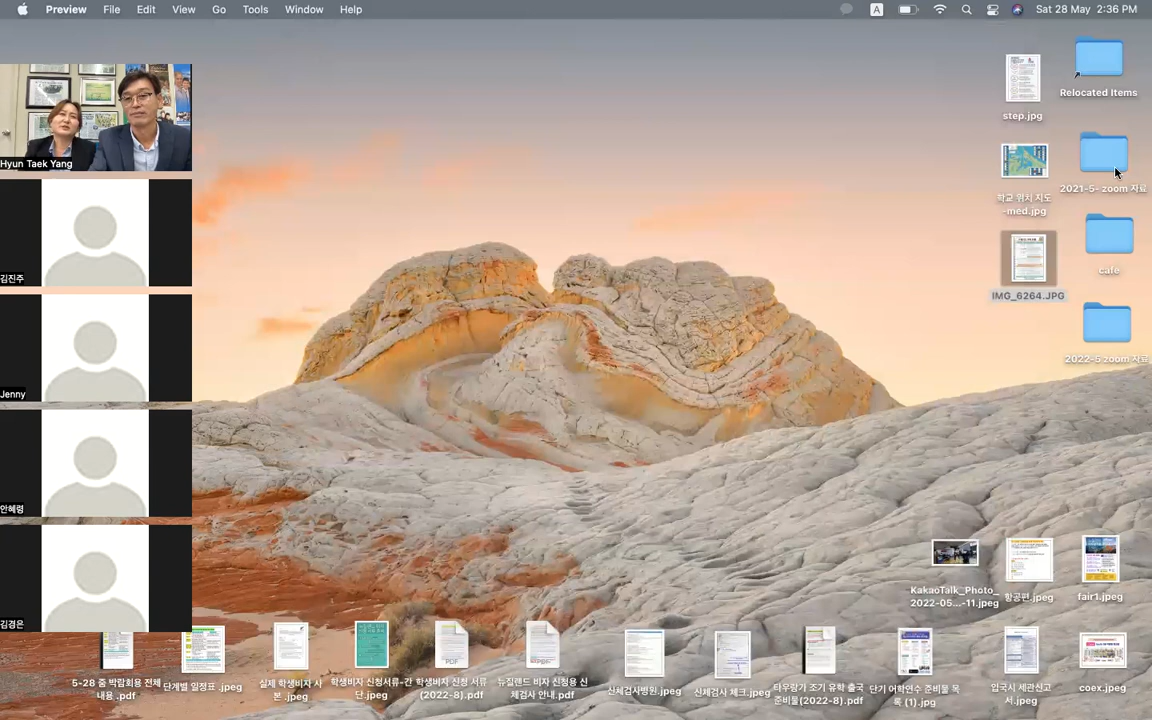 Preview File Edit View Go Tools Window Help
A
Sat 28 May 2:36 PM
Hyun Taek Yang
김진주
Jenny
안혜령
김경은
step.jpg
Relocated Items
학교 위치 지도
-med.jpg
2021-5- zoom 자료
IMG_6264.JPG
cafe
2022-5 zoom 자료
KakaoTalk_Photo_
2022-05...-11.jpeg
항공편.jpeg
fair1.jpeg
5-28 줌 박람회용 전체
내용 .pdf
단계별 일정표 .jpeg
실제 학생비자 사
본 .jpeg
학생비자 신청서류-간
단.jpeg
PDF
학생비자 신청 서류
(2022-8).pdf
PDF
뉴질랜드 비자 신청용 신
체검사 안내.pdf
신체검사병원.jpeg
신체검사 체크.jpeg
타우랑가 조기 유학 출국
준비물(2022-8).pdf
단기 어학연수 준비물 목
록 (1).jpg
입국시 세관신고
서.jpeg
coex.jpeg